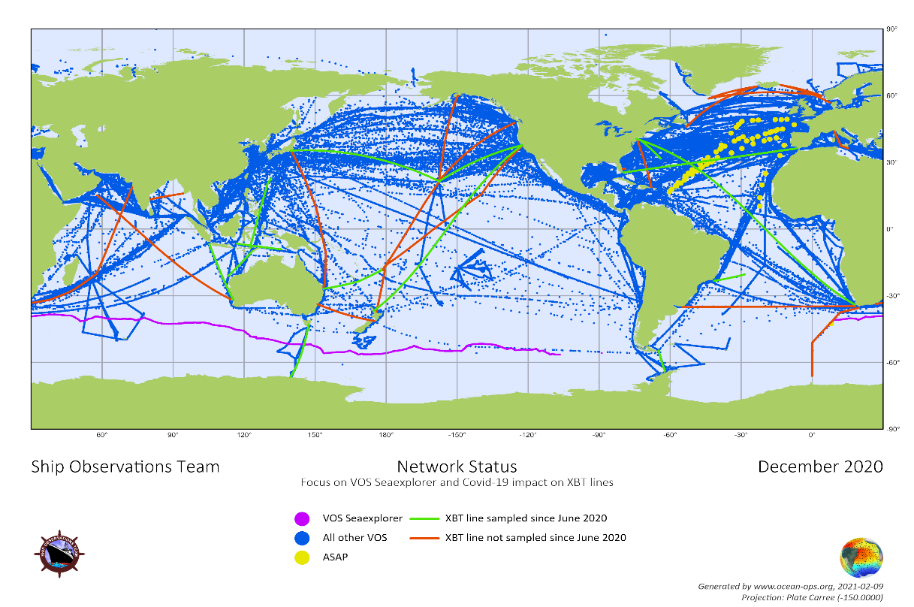 90°
60°
30°
0°
-30°
-60°
-90°
60° 90° 120° 150° 180° -150° -120° -90° -60° -30° 0°
Ship Observations Team Network Status December 2020
Focus on VOS Seaexplorer and Covid-19 impact on XBT lines
VOS Seaexplorer XBT line sampled since June 2020
All other VOS XBT line not sampled since June 2020
ASAP
Generated by www.ocean-ops.org, 2021-02-09
Projection: Plate Carree (-150.0000)